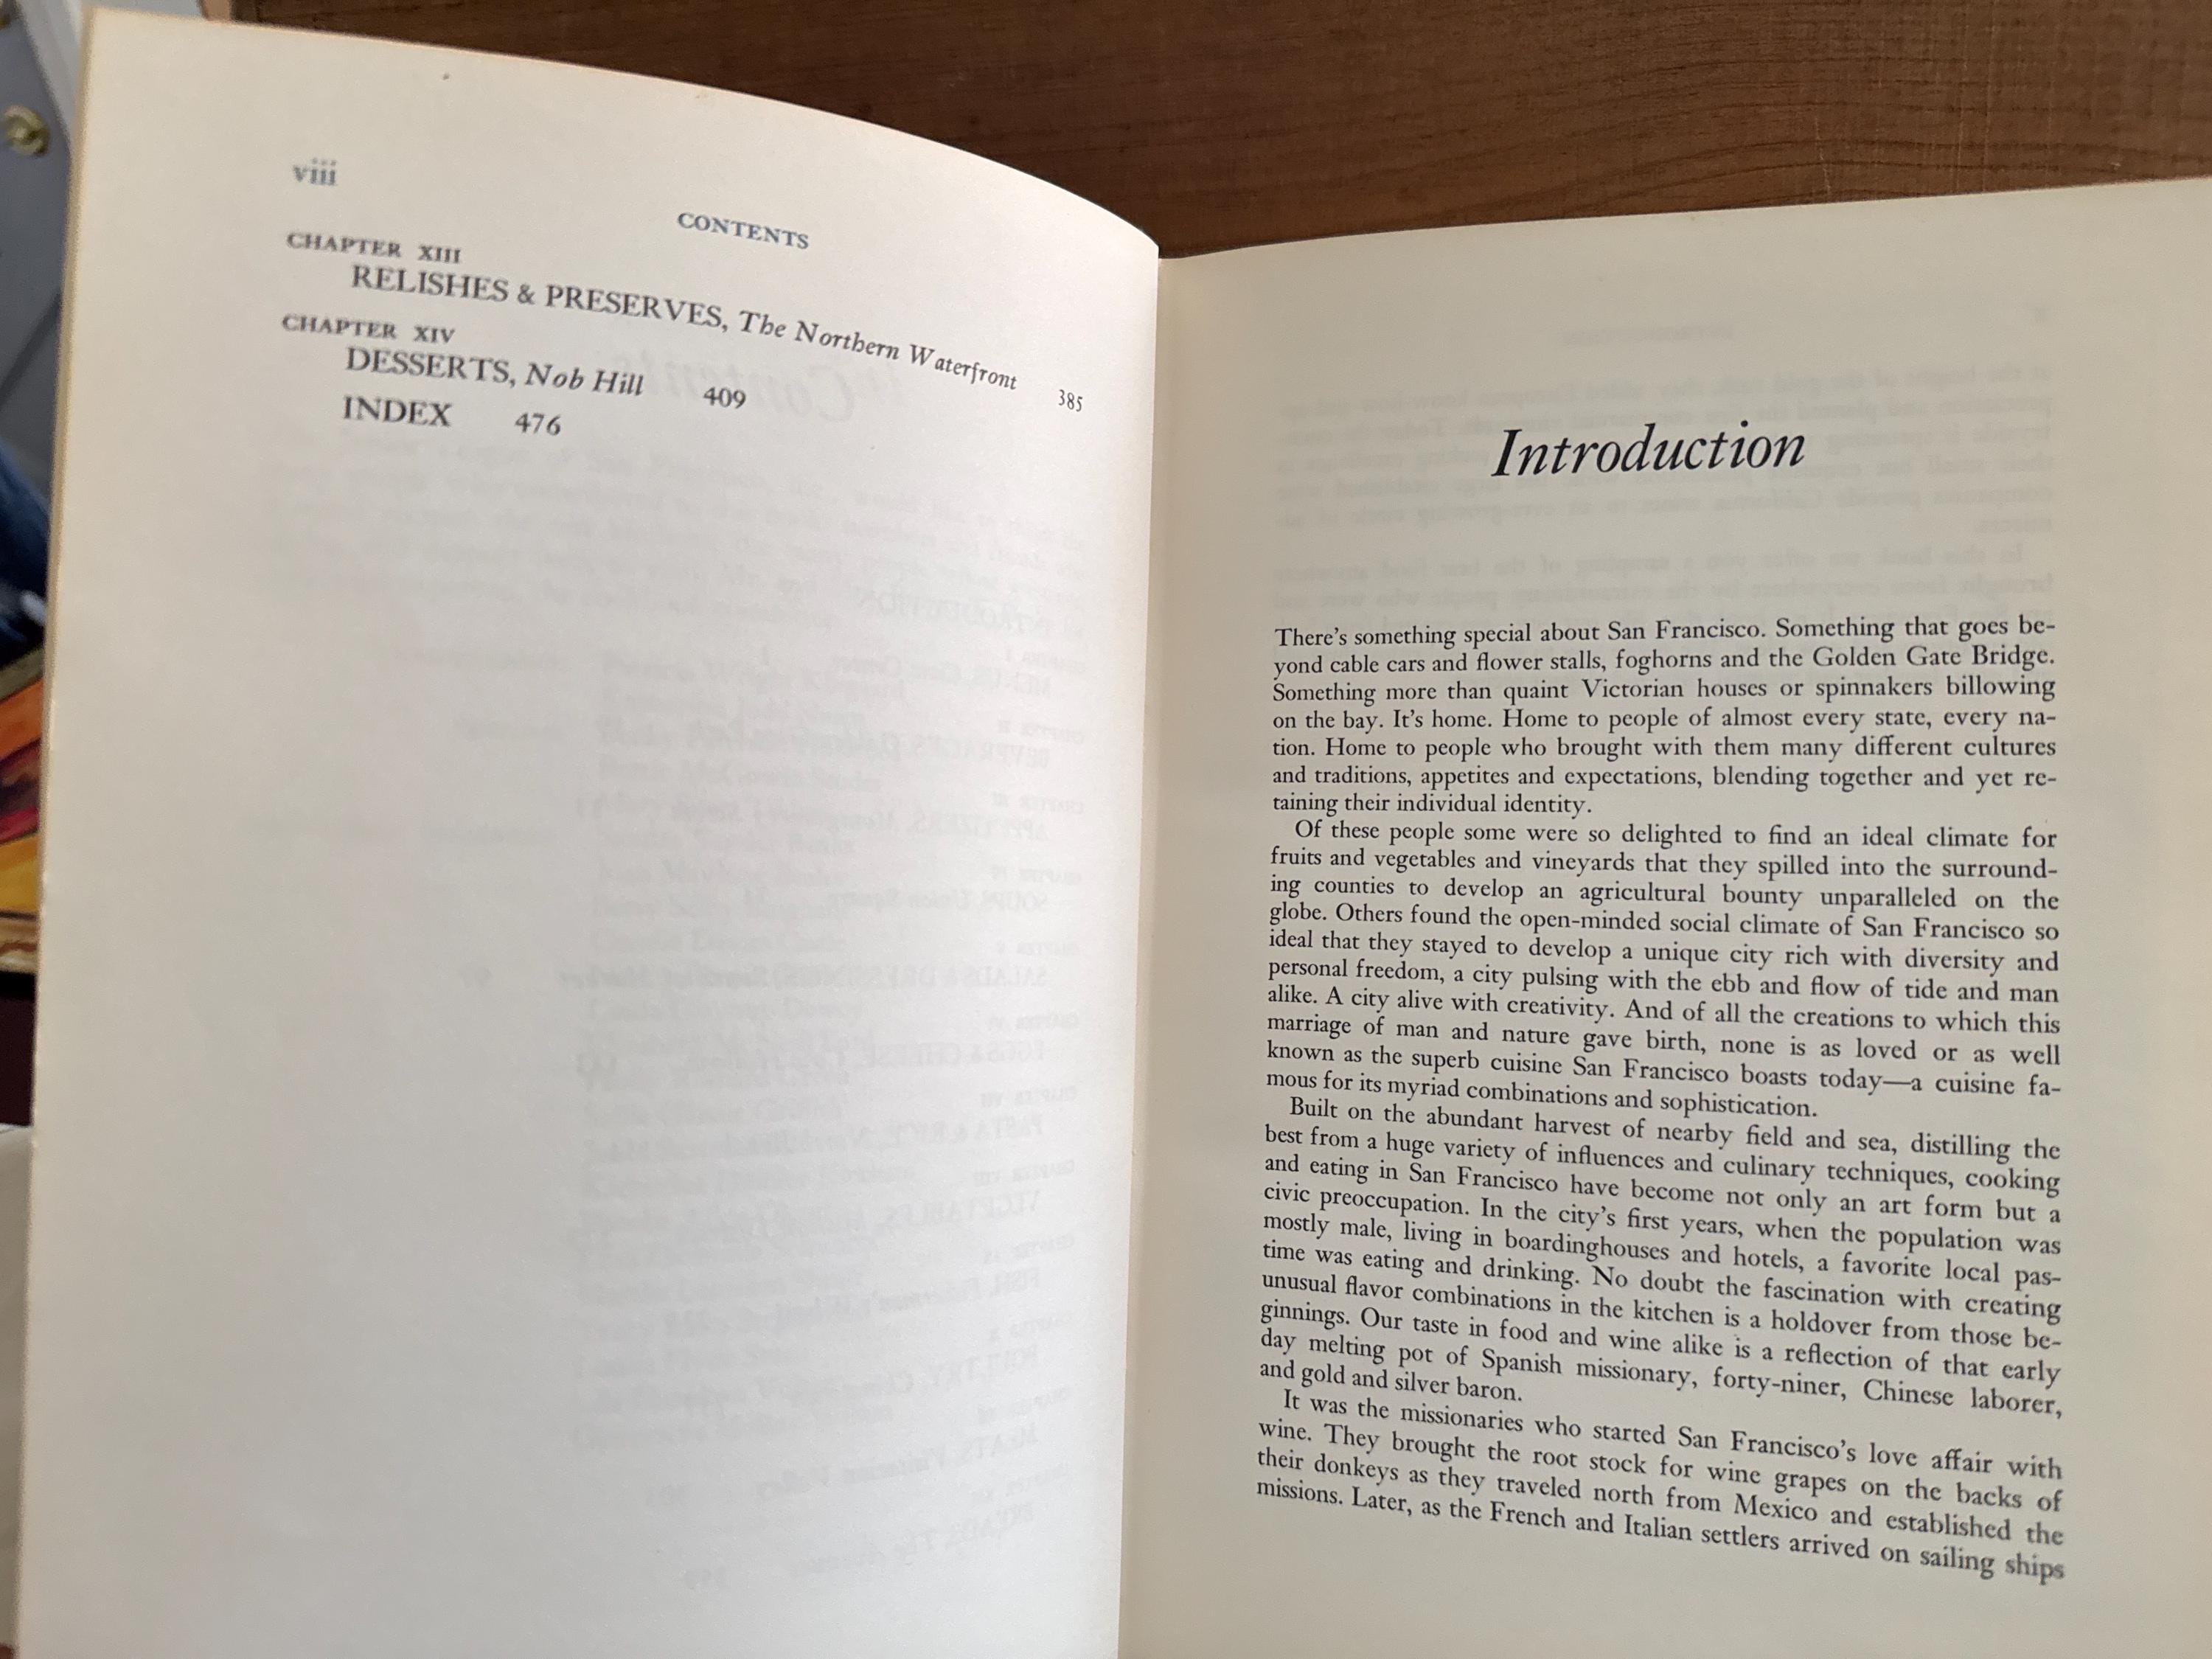 viii
CONTENTS
CHAPTER XIII
RELISHES & PRESERVES, The Northern Waterfront 385
CHAPTER XIV
DESSERTS, Nob Hill 409
INDEX 476
Introduction
There's something special about San Francisco. Something that goes be-
yond cable cars and flower stalls, foghorns and the Golden Gate Bridge.
Something more than quaint Victorian houses or spinnakers billowing
on the bay. It's home. Home to people of almost every state, every na-
tion. Home to people who brought with them many different cultures
and traditions, appetites and expectations, blending together and yet re-
taining their individual identity.
Of these people some were so delighted to find an ideal climate for
fruits and vegetables and vineyards that they spilled into the surround-
ing counties to develop an agricultural bounty unparalleled on the
globe. Others found the open-minded social climate of San Francisco so
ideal that they stayed to develop a unique city rich with diversity and
personal freedom, a city pulsing with the ebb and flow of tide and man
alike. A city alive with creativity. And of all the creations to which this
marriage of man and nature gave birth, none is as loved or as well
known as the superb cuisine San Francisco boasts today—a cuisine fa-
mous for its myriad combinations and sophistication.
Built on the abundant harvest of nearby field and sea, distilling the
best from a huge variety of influences and culinary techniques, cooking
and eating in San Francisco have become not only an art form but a
civic preoccupation. In the city's first years, when the population was
mostly male, living in boardinghouses and hotels, a favorite local pas-
time was eating and drinking. No doubt the fascination with creating
unusual flavor combinations in the kitchen is a holdover from those be-
ginnings. Our taste in food and wine alike is a reflection of that early
day melting pot of Spanish missionary, forty-niner, Chinese laborer,
and gold and silver baron.
It was the missionaries who started San Francisco's love affair with
wine. They brought the root stock for wine grapes on the backs of
their donkeys as they traveled north from Mexico and established the
missions. Later, as the French and Italian settlers arrived on sailing ships